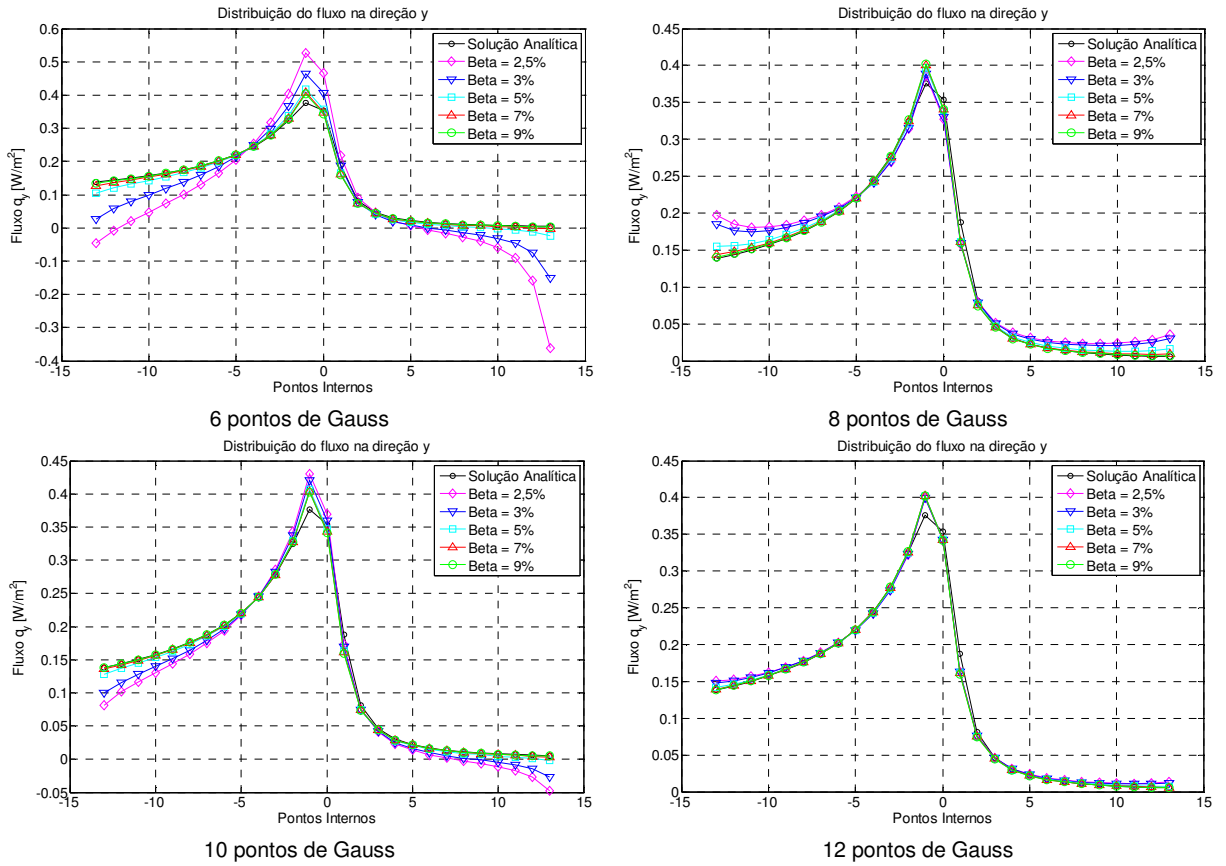 Distribuição do fluxo na direção y
0.6
0.5
0.4
0.3
0.2
0.1
0
-0.1
-0.2
-0.3
-0.4
-15
-10
-5
0
5
10
15
Fluxo q_y [W/m²]
Pontos Internos
Solução Analítica
Beta = 2,5%
Beta = 3%
Beta = 5%
Beta = 7%
Beta = 9%
6 pontos de Gauss
Distribuição do fluxo na direção y
0.45
0.4
0.35
0.3
0.25
0.2
0.15
0.1
0.05
0
-15
-10
-5
0
5
10
15
Fluxo q_y [W/m²]
Pontos Internos
Solução Analítica
Beta = 2,5%
Beta = 3%
Beta = 5%
Beta = 7%
Beta = 9%
8 pontos de Gauss
Distribuição do fluxo na direção y
0.45
0.4
0.35
0.3
0.25
0.2
0.15
0.1
0.05
0
-0.05
-15
-10
-5
0
5
10
15
Fluxo q_y [W/m²]
Pontos Internos
Solução Analítica
Beta = 2,5%
Beta = 3%
Beta = 5%
Beta = 7%
Beta = 9%
10 pontos de Gauss
Distribuição do fluxo na direção y
0.45
0.4
0.35
0.3
0.25
0.2
0.15
0.1
0.05
0
-15
-10
-5
0
5
10
15
Fluxo q_y [W/m²]
Pontos Internos
Solução Analítica
Beta = 2,5%
Beta = 3%
Beta = 5%
Beta = 7%
Beta = 9%
12 pontos de Gauss